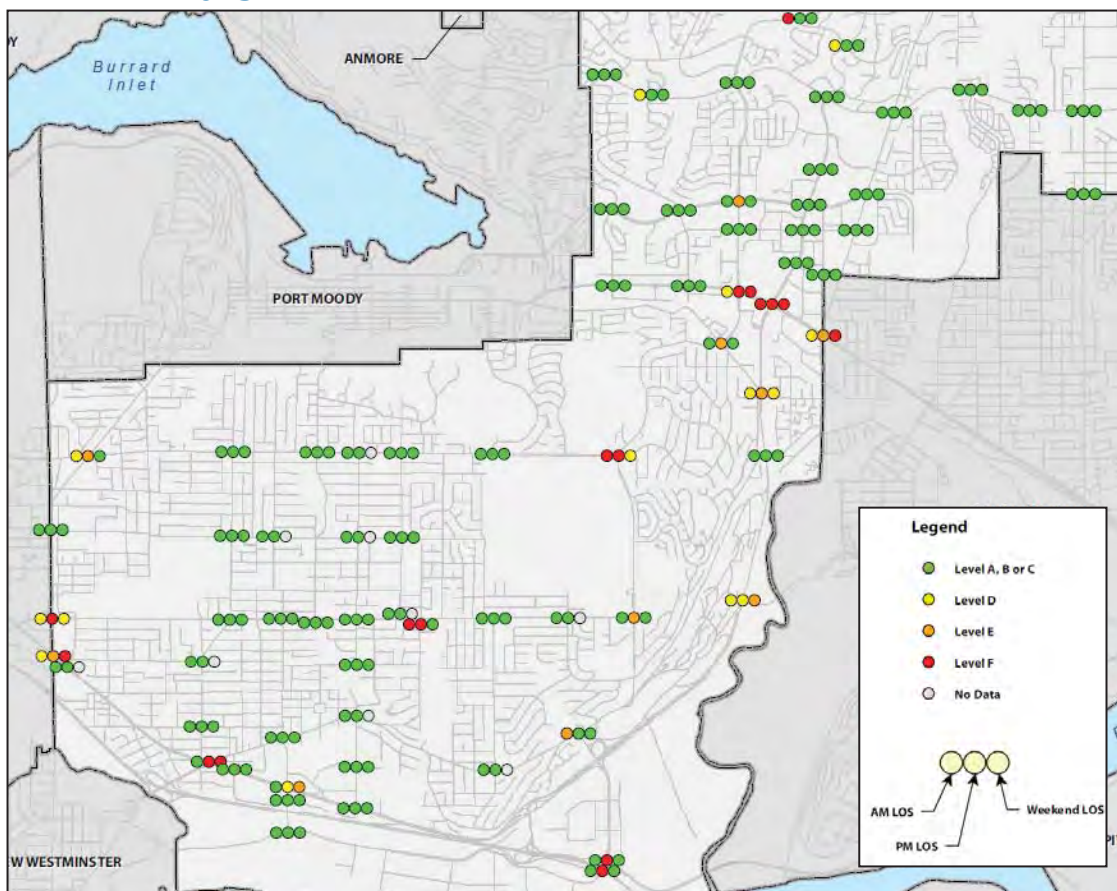 ANMORE
Burrard
Inlet
PORT MOODY
Legend
Level A, B or C
Level D
Level E
Level F
No Data
AM LOS
Weekend LOS
PM LOS
W WESTMINSTER